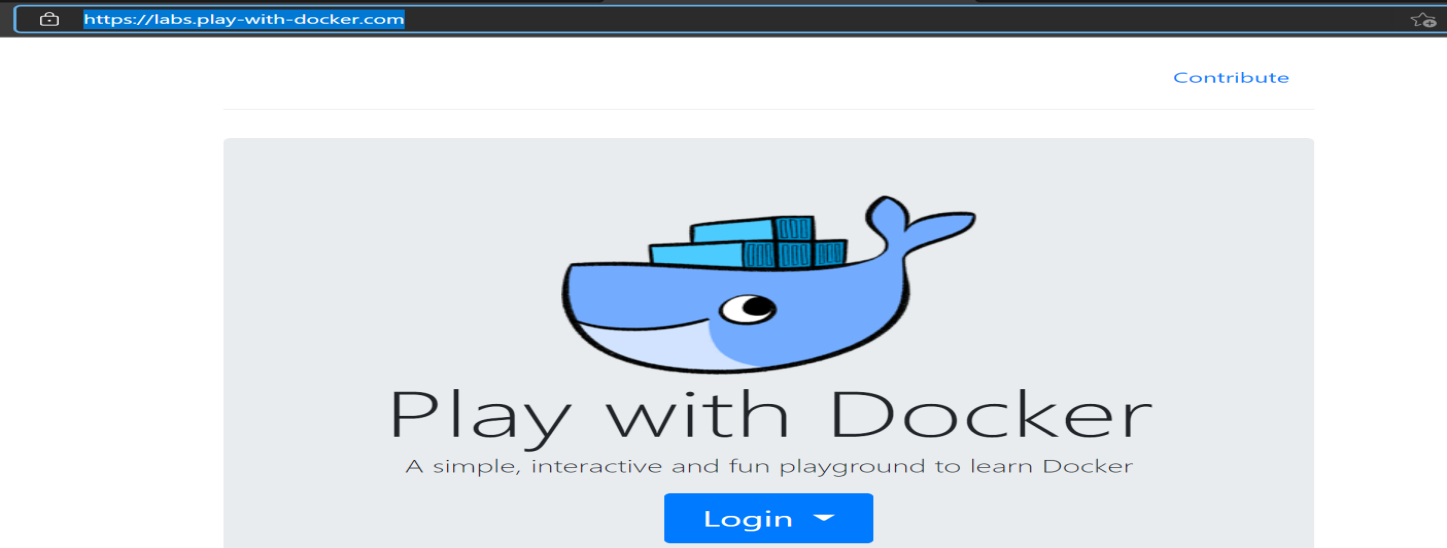 https://labs.play-with-docker.com
Contribute
Play with Docker
A simple, interactive and fun playground to learn Docker
Login